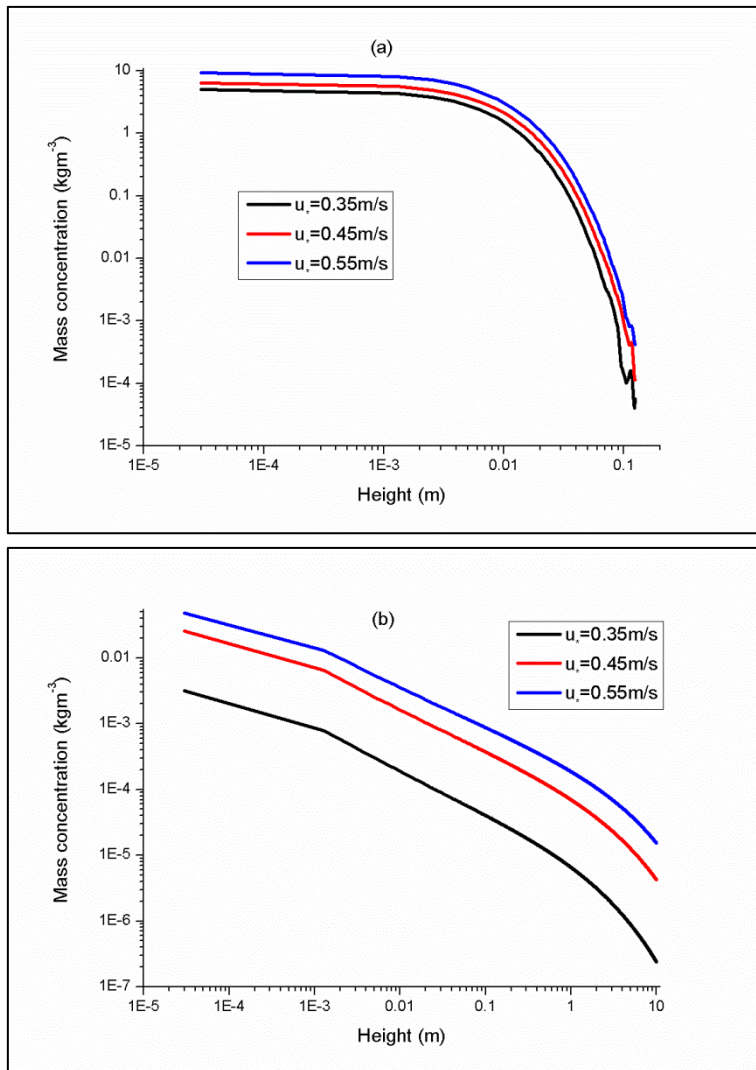 (a)
10
1
0.1
0.01
1E-3
1E-4
1E-5
Mass concentration (kgm⁻³)
u*=0.35m/s
u*=0.45m/s
u*=0.55m/s
1E-5 1E-4 1E-3 0.01 0.1
Height (m)
(b)
0.01
1E-3
1E-4
1E-5
1E-6
1E-7
Mass concentration (kgm⁻³)
u*=0.35m/s
u*=0.45m/s
u*=0.55m/s
1E-5 1E-4 1E-3 0.01 0.1 1 10
Height (m)